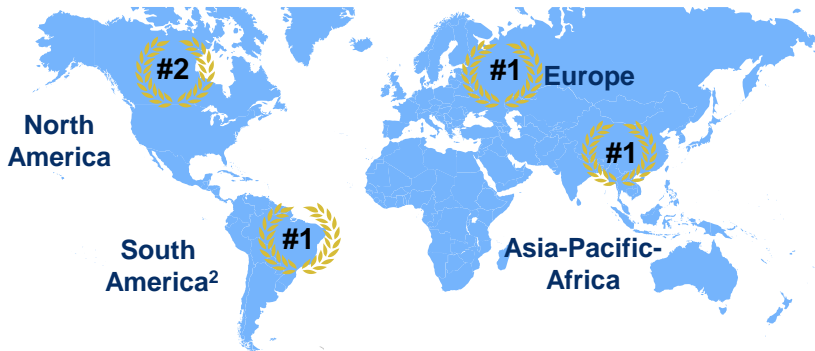 #2
#1
Europe
North
America
#1
#1
South
America²
Asia-Pacific-
Africa